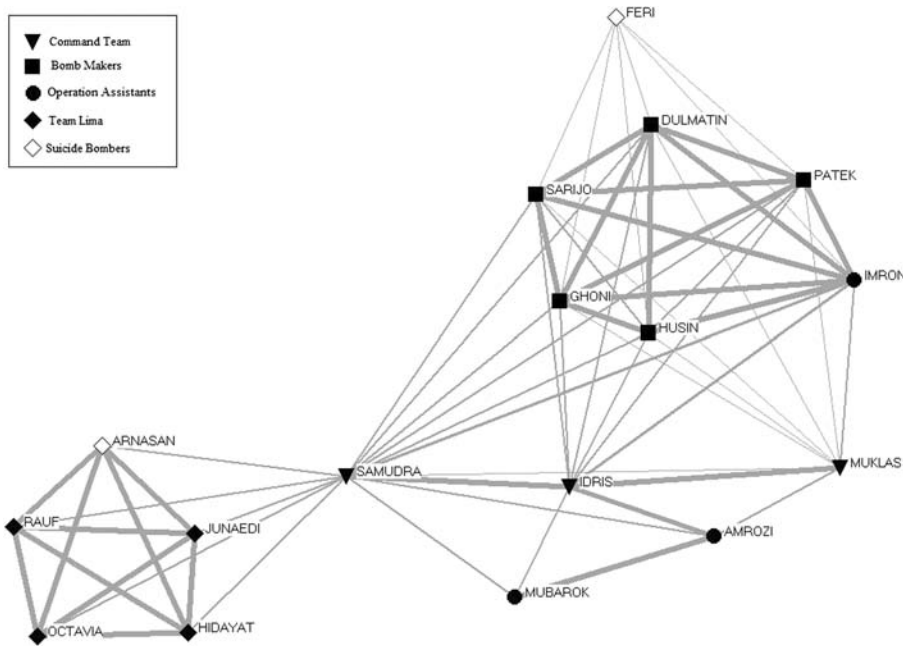 Command Team
Bomb Makers
Operation Assistants
Team Lima
Suicide Bombers
FERI
DULMATIN
PATEK
SARIJO
IMRON
GHONI
HUSIN
ARNASAN
MUKLAS
SAMUDRA
IDRIS
RAUF
JUNAEDI
AMROZI
MUBAROK
OCTAVIA
HIDAYAT